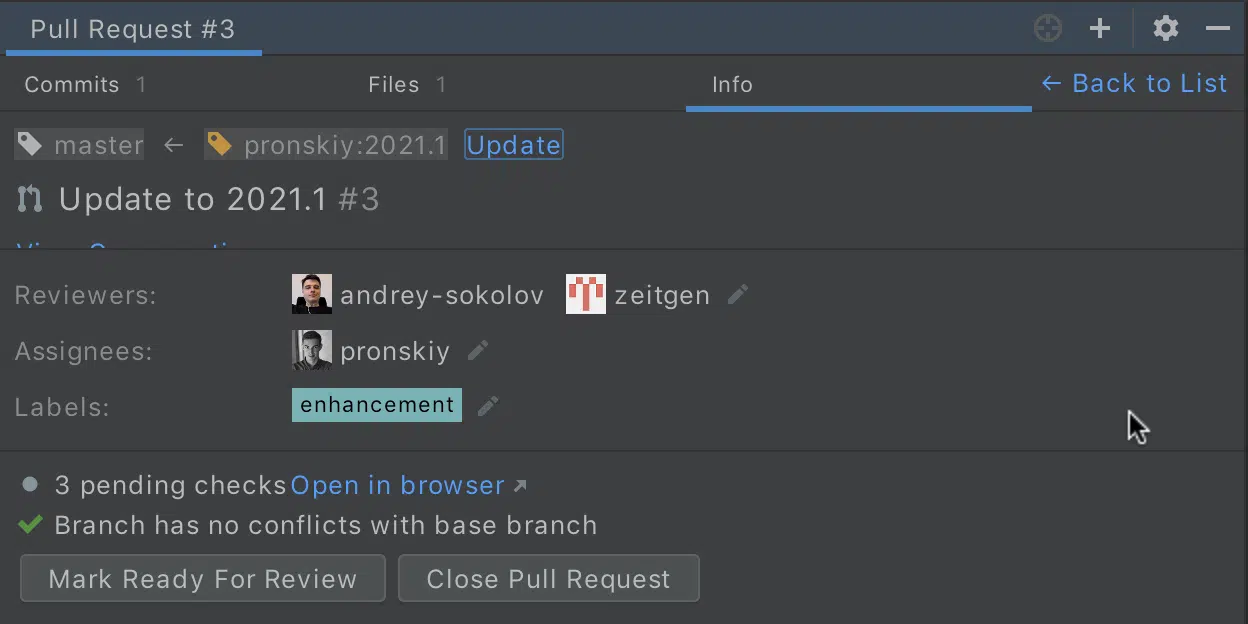 Pull Request #3
Commits 1 Files 1 Info ← Back to List
master ← pronskiy:2021.1 Update
Update to 2021.1 #3
Reviewers: andrey-sokolov zeitgen
Assignees: pronskiy
Labels: enhancement
3 pending checks Open in browser ↗
Branch has no conflicts with base branch
Mark Ready For Review Close Pull Request